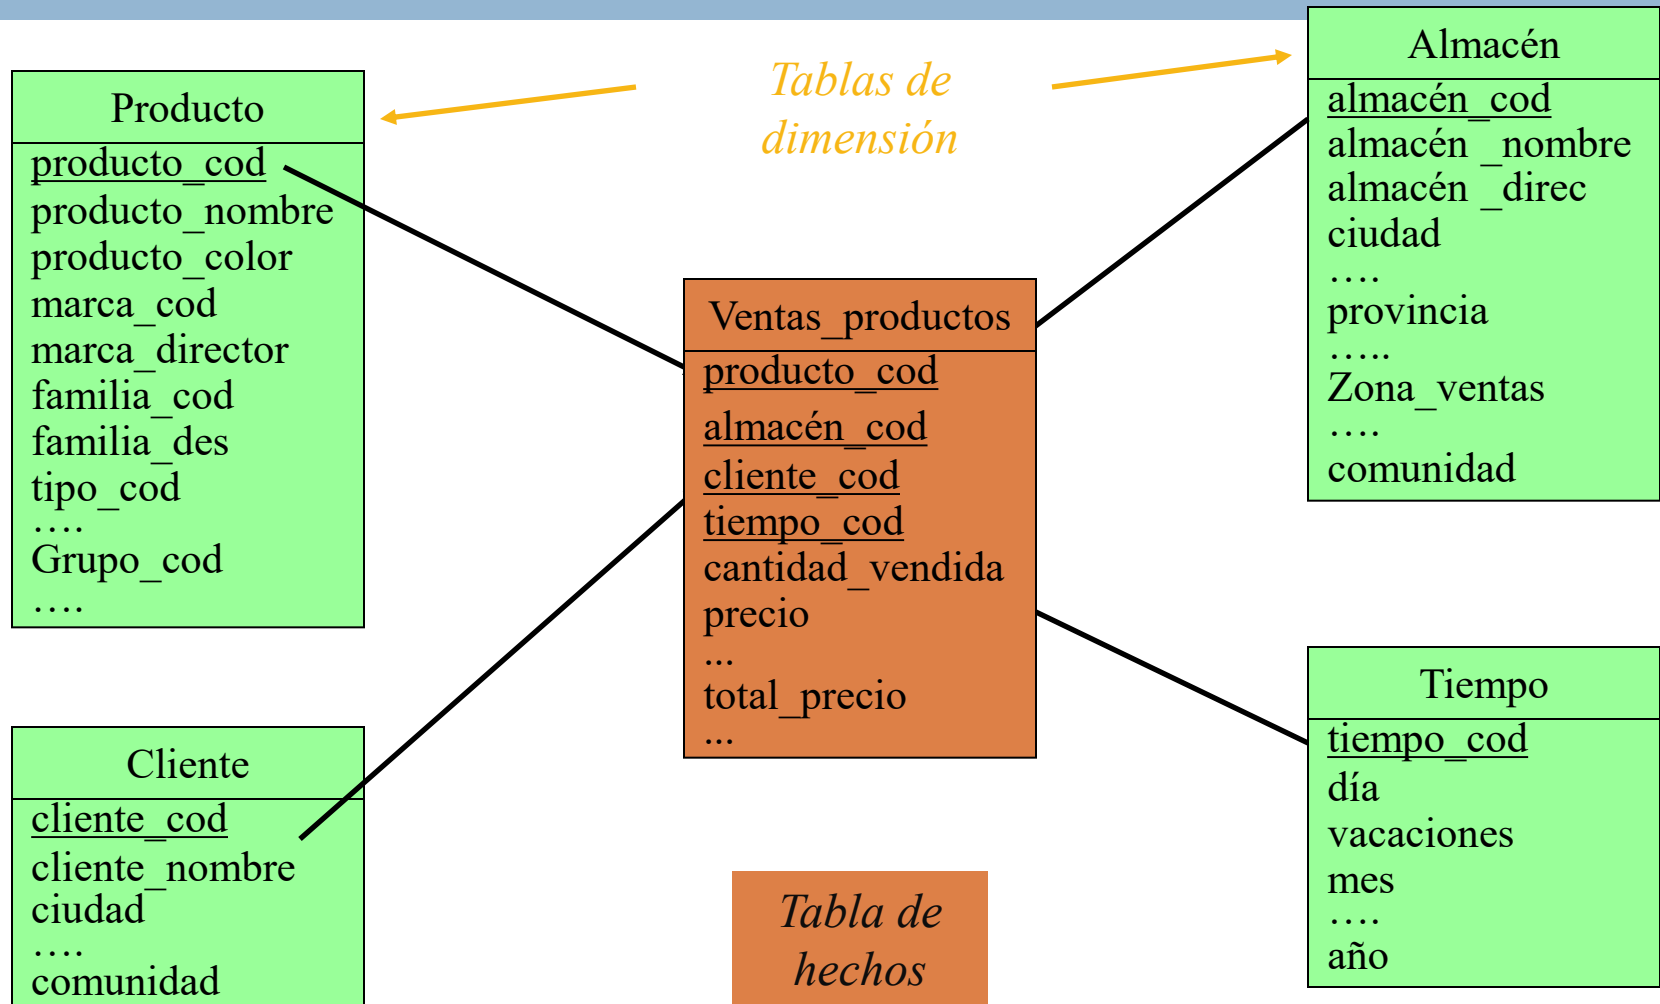 Tablas de
dimensión
Producto
producto_cod
producto_nombre
producto_color
marca_cod
marca_director
familia_cod
familia_des
tipo_cod
….
Grupo_cod
….
Almacén
almacén_cod
almacén _nombre
almacén _direc
ciudad
….
provincia
…..
Zona_ventas
….
comunidad
Ventas_productos
producto_cod
almacén_cod
cliente_cod
tiempo_cod
cantidad_vendida
precio
...
total_precio
...
Cliente
cliente_cod
cliente_nombre
ciudad
….
comunidad
Tiempo
tiempo_cod
día
vacaciones
mes
….
año
Tabla de
hechos